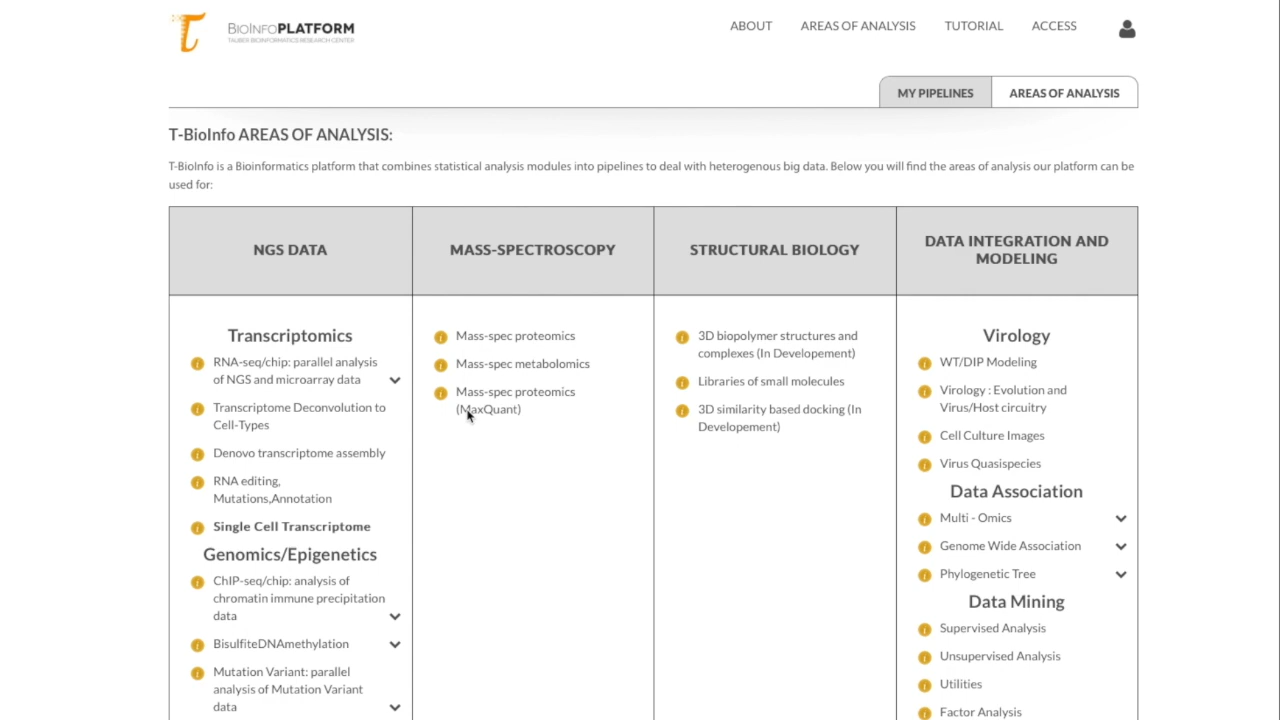 BIOINFOPLATFORM
TAUBER BIOINFORMATICS RESEARCH CENTER
ABOUT
AREAS OF ANALYSIS
TUTORIAL
ACCESS
MY PIPELINES
AREAS OF ANALYSIS
T-BioInfo AREAS OF ANALYSIS:
T-BioInfo is a Bioinformatics platform that combines statistical analysis modules into pipelines to deal with heterogenous big data. Below you will find the areas of analysis our platform can be
used for:
NGS DATA
Transcriptomics
RNA-seq/chip: parallel analysis
of NGS and microarray data
Transcriptome Deconvolution to
Cell-Types
Denovo transcriptome assembly
RNA editing,
Mutations,Annotation
Single Cell Transcriptome
Genomics/Epigenetics
ChIP-seq/chip: analysis of
chromatin immune precipitation
data
BisulfiteDNAmethylation
Mutation Variant: parallel
analysis of Mutation Variant
data
MASS-SPECTROSCOPY
Mass-spec proteomics
Mass-spec metabolomics
Mass-spec proteomics
(MaxQuant)
STRUCTURAL BIOLOGY
3D biopolymer structures and
complexes (In Developement)
Libraries of small molecules
3D similarity based docking (In
Developement)
DATA INTEGRATION AND
MODELING
Virology
WT/DIP Modeling
Virology : Evolution and
Virus/Host circuitry
Cell Culture Images
Virus Quasispecies
Data Association
Multi - Omics
Genome Wide Association
Phylogenetic Tree
Data Mining
Supervised Analysis
Unsupervised Analysis
Utilities
Factor Analysis